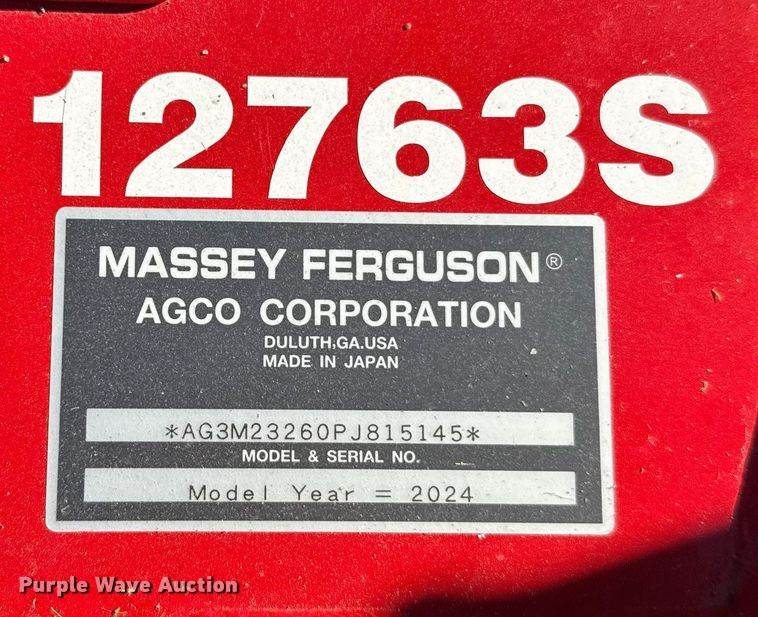 12763S
MASSEY FERGUSON®
AGCO CORPORATION
DULUTH,GA.USA
MADE IN JAPAN
*AG3M23260PJ815145*
MODEL & SERIAL NO.
Model Year = 2024
Purple Wave Auction